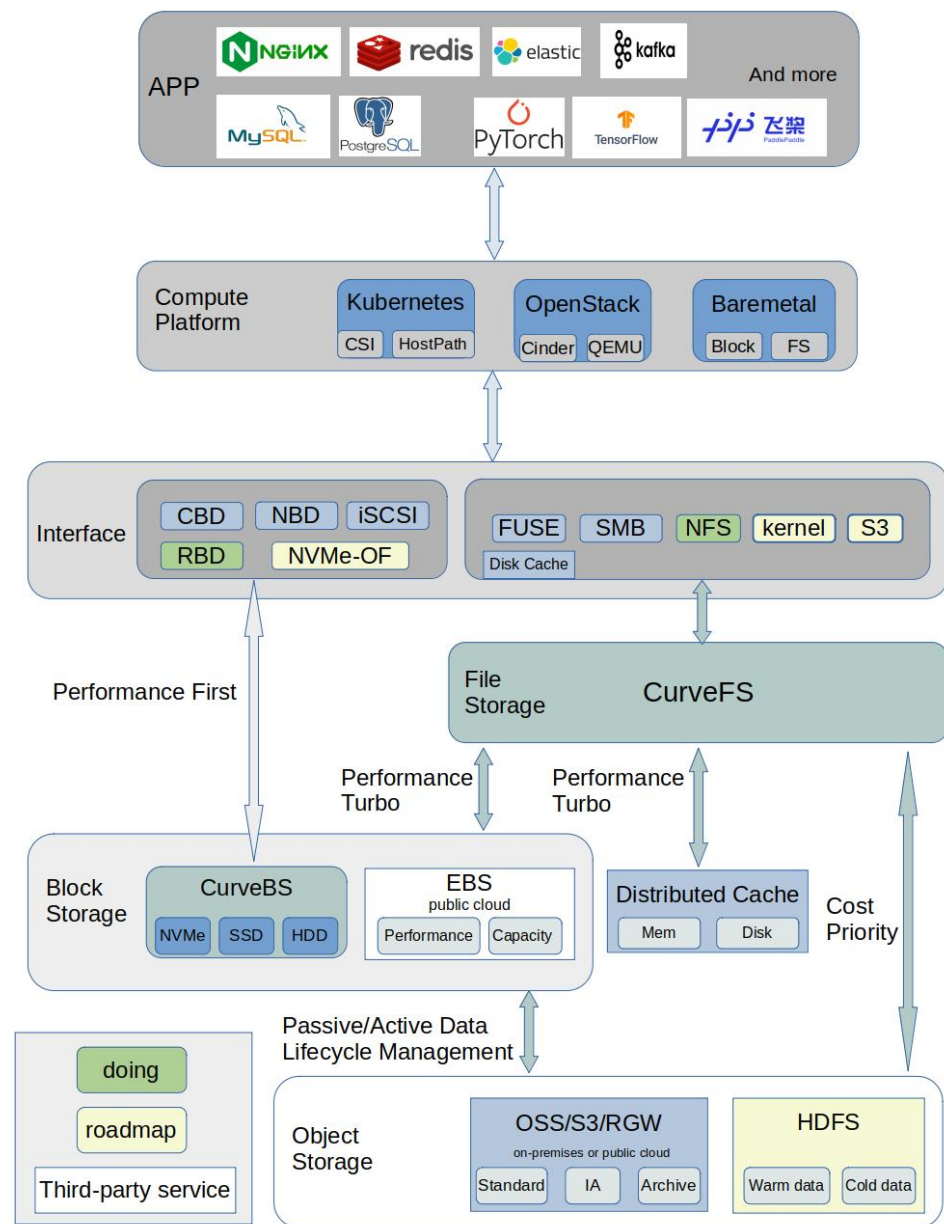 NGiNX
redis
elastic
kafka
APP
And more
MySQL
PostgreSQL
PyTorch
TensorFlow
飞桨
PaddlePaddle
Compute
Platform
Kubernetes
CSI
HostPath
OpenStack
Cinder
QEMU
Baremetal
Block
FS
Interface
CBD
NBD
iSCSI
RBD
NVMe-OF
FUSE
SMB
NFS
kernel
S3
Disk Cache
Performance First
File
Storage
CurveFS
Performance
Turbo
Performance
Turbo
Cost
Priority
Block
Storage
CurveBS
NVMe
SSD
HDD
EBS
public cloud
Performance
Capacity
Distributed Cache
Mem
Disk
Passive/Active Data
Lifecycle Management
doing
roadmap
Third-party service
Object
Storage
OSS/S3/RGW
on-premises or public cloud
Standard
IA
Archive
HDFS
Warm data
Cold data